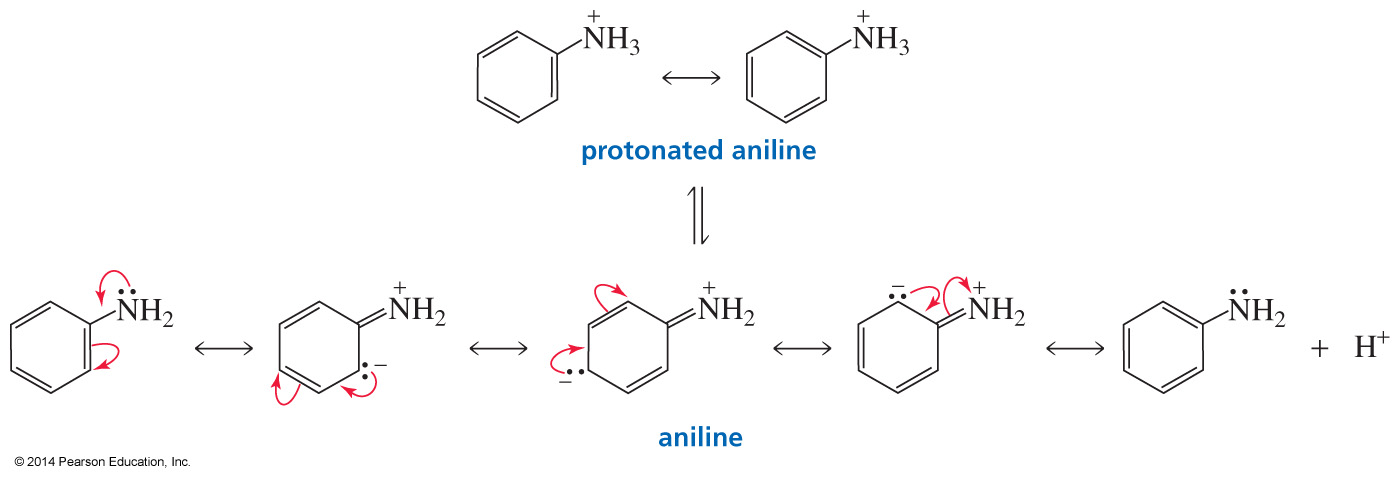 +NH3 +NH3
protonated aniline
NH2 +NH2 − +NH2 − − +NH2 NH2 + H+
aniline
© 2014 Pearson Education, Inc.